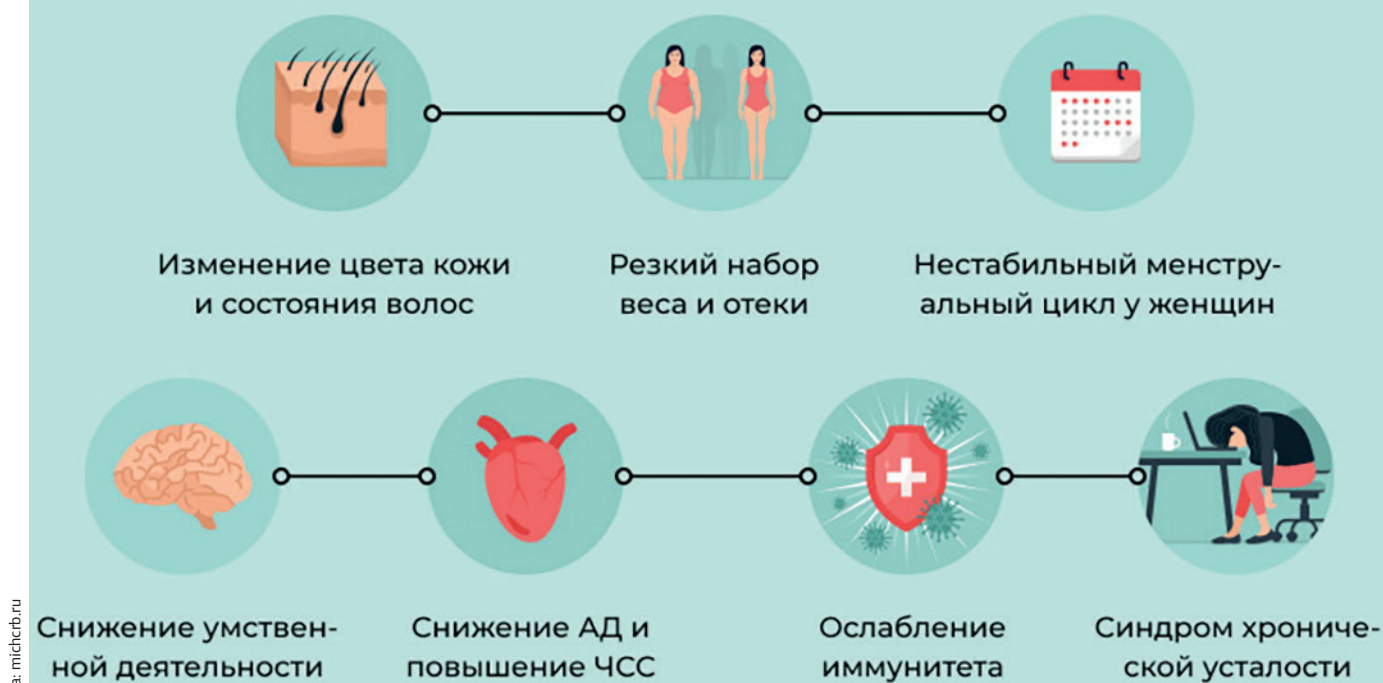 Изменение цвета кожи
и состояния волос
Резкий набор
веса и отеки
Нестабильный менстру-
альный цикл у женщин
Снижение умствен-
ной деятельности
Снижение АД и
повышение ЧСС
Ослабление
иммунитета
Синдром хрониче-
ской усталости
а: michcrb.ru